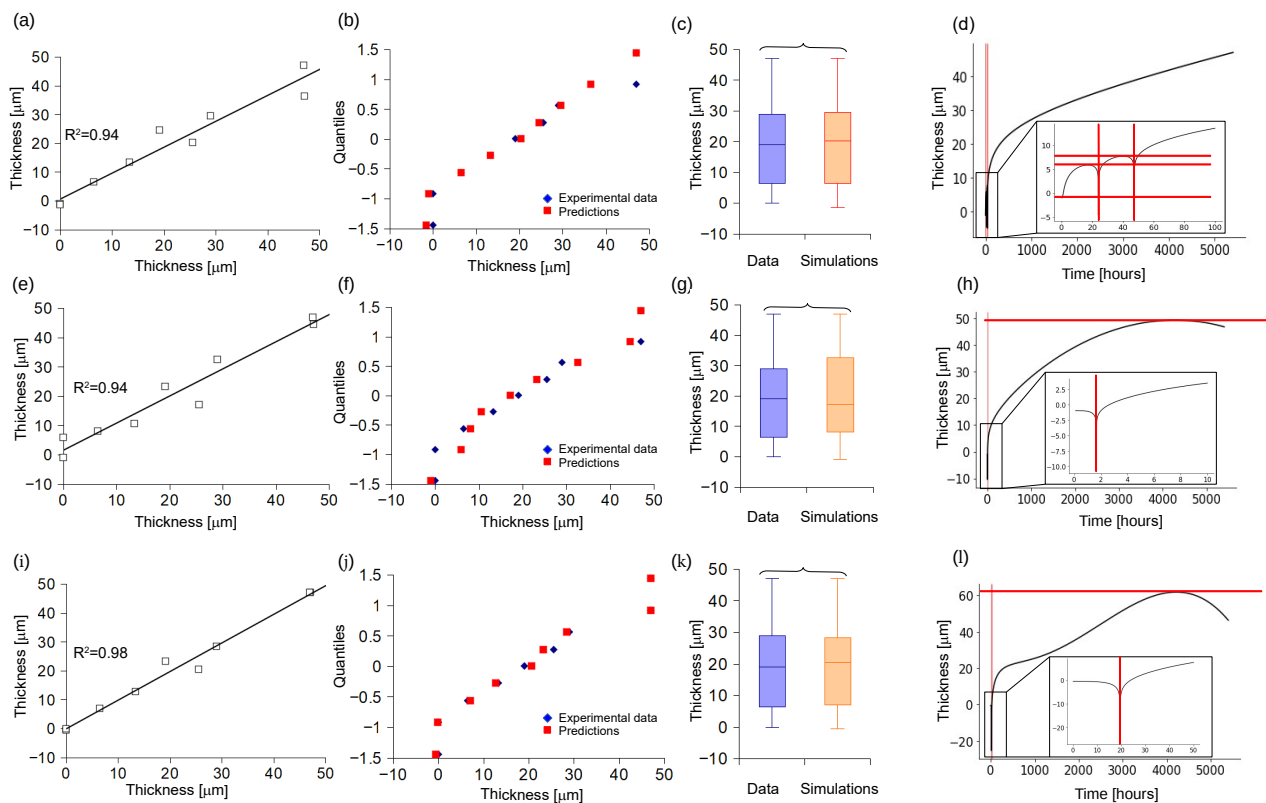 (a)
Thickness [μm]
50
40
30
20
10
0
−10
R²=0.94
0 10 20 30 40 50
Thickness [μm]
(b)
Quantiles
1.5
1
0.5
0
−0.5
−1
−1.5
Experimental data
Predictions
−10 0 10 20 30 40 50
Thickness [μm]
(c)
Thickness [μm]
50
40
30
20
10
0
−10
Data Simulations
(d)
Thickness [μm]
40
20
0
10
5
0
−5
0 20 40 60 80 100
0 1000 2000 3000 4000 5000
Time [hours]
(e)
Thickness [μm]
50
40
30
20
10
0
−10
R²=0.94
0 10 20 30 40 50
Thickness [μm]
(f)
Quantiles
1.5
1
0.5
0
−0.5
−1
−1.5
Experimental data
Predictions
−10 0 10 20 30 40 50
Thickness [μm]
(g)
Thickness [μm]
50
40
30
20
10
0
−10
Data Simulations
(h)
Thickness [μm]
50
40
30
20
10
0
−10
2.5
0.0
−2.5
−5.0
−7.5
−10.0
0 2 4 6 8 10
0 1000 2000 3000 4000 5000
Time [hours]
(i)
Thickness [μm]
50
40
30
20
10
0
−10
R²=0.98
0 10 20 30 40 50
Thickness [μm]
(j)
Quantiles
1.5
1
0.5
0
−0.5
−1
−1.5
Experimental data
Predictions
−10 0 10 20 30 40 50
Thickness [μm]
(k)
Thickness [μm]
50
40
30
20
10
0
−10
Data Simulations
(l)
Thickness [μm]
60
40
20
0
−20
0
−10
−20
0 10 20 30 40 50
0 1000 2000 3000 4000 5000
Time [hours]